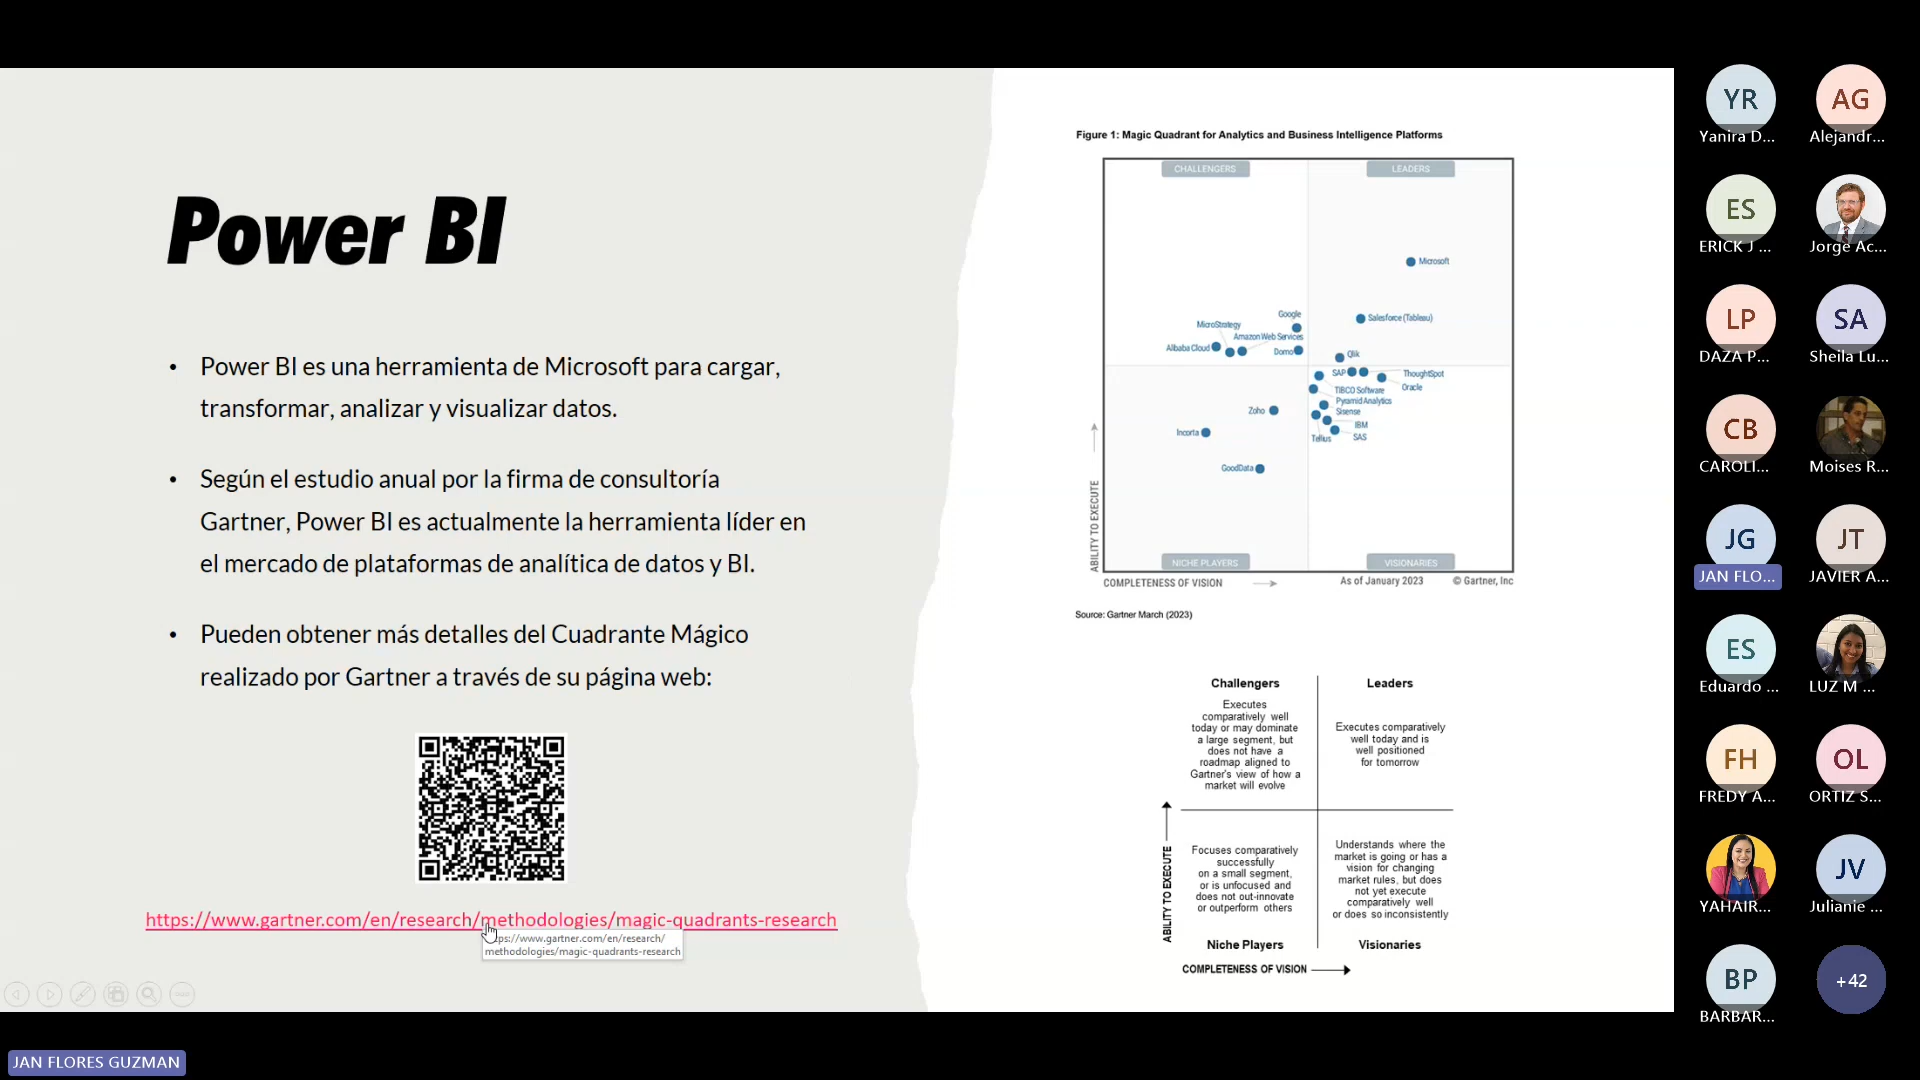 Power BI
• Power BI es una herramienta de Microsoft para cargar,
transformar, analizar y visualizar datos.
• Según el estudio anual por la firma de consultoría
Gartner, Power BI es actualmente la herramienta líder en
el mercado de plataformas de analítica de datos y BI.
• Pueden obtener más detalles del Cuadrante Mágico
realizado por Gartner a través de su página web:
https://www.gartner.com/en/research/methodologies/magic-quadrants-research
ps://www.gartner.com/en/research/
methodologies/magic-quadrants-research
Figure 1: Magic Quadrant for Analytics and Business Intelligence Platforms
CHALLENGERS
LEADERS
Microsoft
Google
Salesforce (Tableau)
MicroStrategy
Amazon Web Services
Alibaba Cloud
Domo
Qlik
SAP
ThoughtSpot
Oracle
TIBCO Software
Pyramid Analytics
Zoho
Sisense
IBM
Incorta
Tellius
SAS
GoodData
ABILITY TO EXECUTE
NICHE PLAYERS
VISIONARIES
COMPLETENESS OF VISION
As of January 2023
© Gartner, Inc
Source: Gartner March (2023)
Challengers
Executes
comparatively well
today or may dominate
a large segment, but
does not have a
roadmap aligned to
Gartner's view of how a
market will evolve
Leaders
Executes comparatively
well today and is
well positioned
for tomorrow
ABILITY TO EXECUTE
Focuses comparatively
successfully
on a small segment,
or is unfocused and
does not out-innovate
or outperform others
Niche Players
Understands where the
market is going or has a
vision for changing
market rules, but does
not yet execute
comparatively well
or does so inconsistently
Visionaries
COMPLETENESS OF VISION
YR
Yanira D...
AG
Alejandr...
ES
ERICK J ...
Jorge Ac...
LP
DAZA P...
SA
Sheila Lu...
CB
CAROLI...
Moises R...
JG
JAN FLO...
JT
JAVIER A...
ES
Eduardo ...
LUZ M ...
FH
FREDY A...
OL
ORTIZ S...
YAHAIR...
JV
Julianie ...
BP
BARBAR...
+42
JAN FLORES GUZMAN